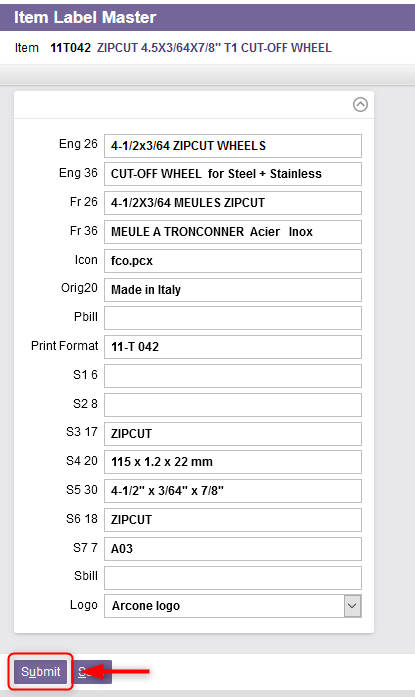 Item Label Master
Item 11T042 ZIPCUT 4.5X3/64X7/8" T1 CUT-OFF WHEEL
Eng 26 4-1/2x3/64 ZIPCUT WHEELS
Eng 36 CUT-OFF WHEEL for Steel + Stainless
Fr 26 4-1/2X3/64 MEULES ZIPCUT
Fr 36 MEULE A TRONCONNER Acier Inox
Icon fco.pcx
Orig20 Made in Italy
Pbill
Print Format 11-T 042
S1 6
S2 8
S3 17 ZIPCUT
S4 20 115 x 1.2 x 22 mm
S5 30 4-1/2" x 3/64" x 7/8"
S6 18 ZIPCUT
S7 7 A03
Sbill
Logo Arcone logo
Submit